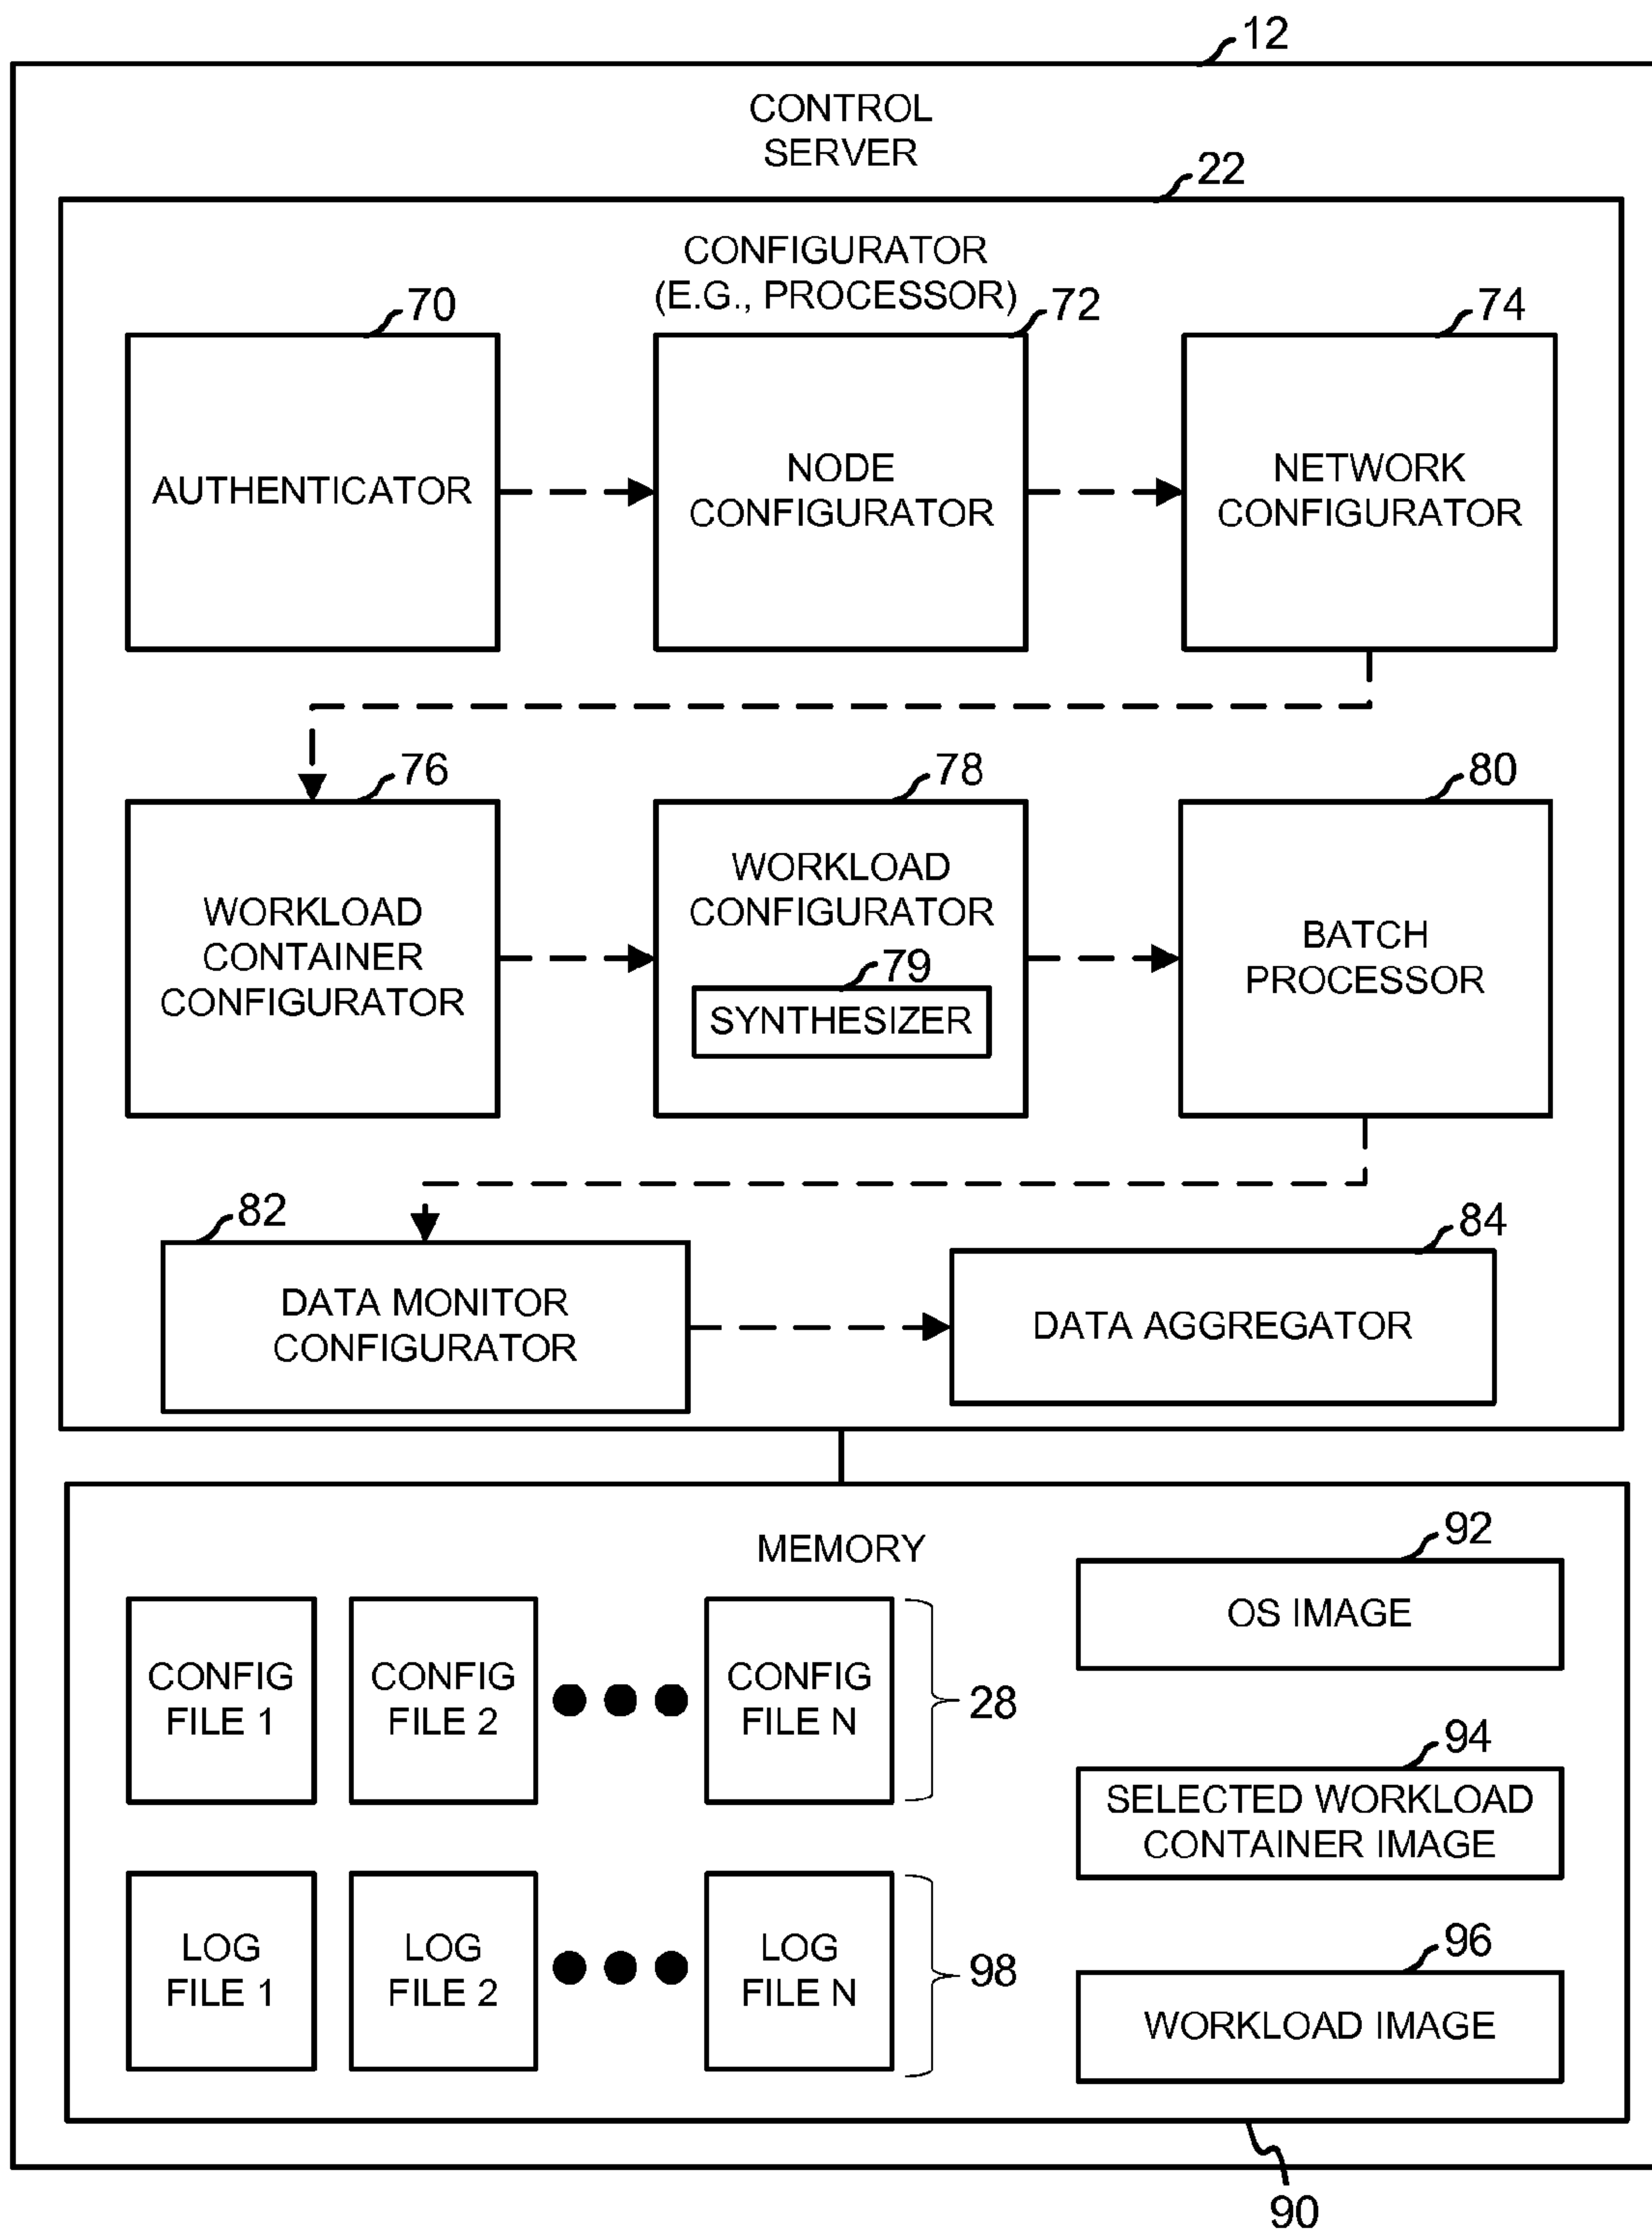 12
CONTROL
SERVER
22
CONFIGURATOR
(E.G., PROCESSOR)
70
72
74
AUTHENTICATOR
NODE
CONFIGURATOR
NETWORK
CONFIGURATOR
76
78
80
WORKLOAD
CONTAINER
CONFIGURATOR
WORKLOAD
CONFIGURATOR
79
SYNTHESIZER
BATCH
PROCESSOR
82
84
DATA MONITOR
CONFIGURATOR
DATA AGGREGATOR
MEMORY
CONFIG
FILE 1
CONFIG
FILE 2
CONFIG
FILE N
28
92
OS IMAGE
94
SELECTED WORKLOAD
CONTAINER IMAGE
LOG
FILE 1
LOG
FILE 2
LOG
FILE N
98
96
WORKLOAD IMAGE
90